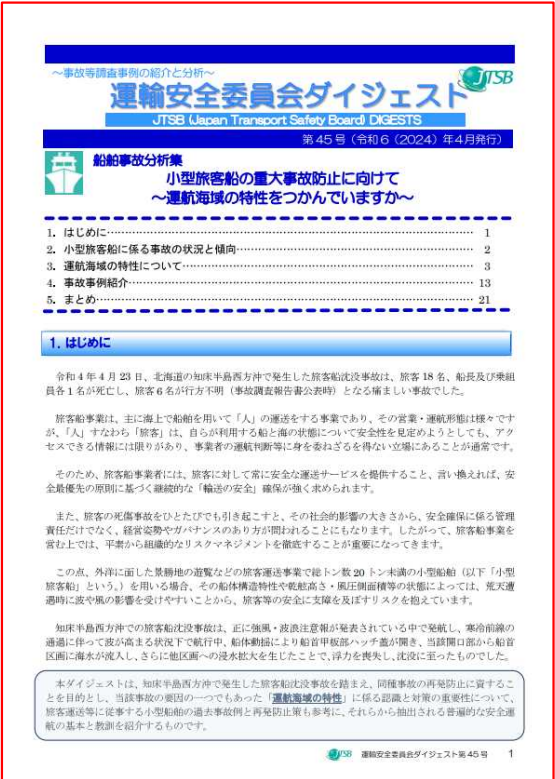 ～事故等調査事例の紹介と分析～
JTSB
運輸安全委員会ダイジェスト
JTSB (Japan Transport Safety Board) DIGESTS
第45号（令和6（2024）年4月発行）
船舶事故分析集
小型旅客船の重大事故防止に向けて
～運航海域の特性をつかんでいますか～
1. はじめに………………………………………………………… 1
2. 小型旅客船に係る事故の状況と傾向………………………………… 2
3. 運航海域の特性について……………………………………………… 3
4. 事故事例紹介…………………………………………………………… 13
5. まとめ…………………………………………………………………… 21
1. はじめに
令和4年4月23日、北海道の知床半島西方沖で発生した旅客船沈没事故は、旅客18名、船長及び乗組
員各1名が死亡し、旅客6名が行方不明（事故調査報告書公表時）となる痛ましい事故でした。
旅客船事業は、主に海上で船舶を用いて「人」の運送をする事業であり、その営業・運航形態は様々です
が、「人」すなわち「旅客」は、自らが利用する船と海の状態について安全性を見定めようとしても、アク
セスできる情報には限りがあり、事業者の運航判断等に身を委ねざるを得ない立場にあることが通常です。
そのため、旅客船事業者には、旅客に対して常に安全な運送サービスを提供すること、言い換えれば、安
全最優先の原則に基づく継続的な「輸送の安全」確保が強く求められます。
また、旅客の死傷事故をひとたびでも引き起こすと、その社会的影響の大きさから、安全確保に係る管理
責任だけでなく、経営姿勢やガバナンスのあり方が問われることにもなります。したがって、旅客船事業を
営む上では、平素から組織的なリスクマネジメントを徹底することが重要になってきます。
この点、外洋に面した景勝地の遊覧などの旅客運送事業で総トン数20トン未満の小型船舶（以下「小型
旅客船」という。）を用いる場合、その船体構造特性や乾舷高さ・風圧側面積等の状態によっては、荒天遭
遇時に波や風の影響を受けやすいことから、旅客等の安全に支障を及ぼすリスクを抱えています。
知床半島西方沖での旅客船沈没事故は、正に強風・波浪注意報が発表されている中で発航し、寒冷前線の
通過に伴って波が高まる状況下で航行中、船体動揺により船首甲板部ハッチ蓋が開き、当該開口部から船首
区画に海水が流入し、さらに他区画への浸水拡大を生じたことで、浮力を喪失し、沈没に至ったものでした。
本ダイジェストは、知床半島西方沖で発生した旅客船沈没事故を踏まえ、同種事故の再発防止に資するこ
とを目的とし、当該事故の要因の一つでもあった「運航海域の特性」に係る認識と対策の重要性について、
旅客運送等に従事する小型船舶の過去事故例と再発防止策も参考に、それらから抽出される普遍的な安全運
航の基本と教訓を紹介するものです。
JTSB 運輸安全委員会ダイジェスト第45号 1